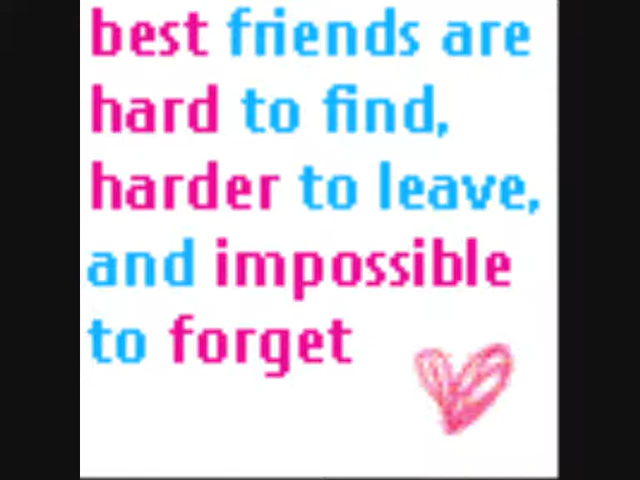 best friends are
hard to find,
harder to leave,
and impossible
to forget